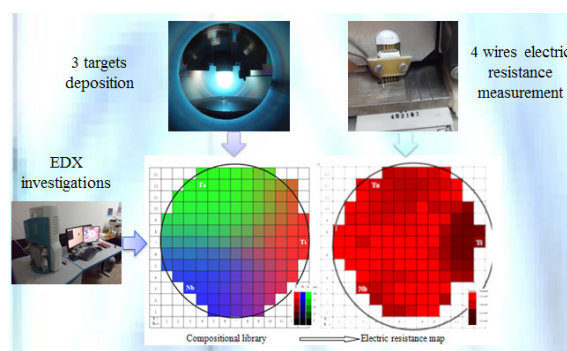 3 targets
deposition
4 wires electric
resistance
measurement
402103
EDX
investigations
Ta
Ti
Nb
Ta
Ti
Nb
Compositional library
Electric resistance map